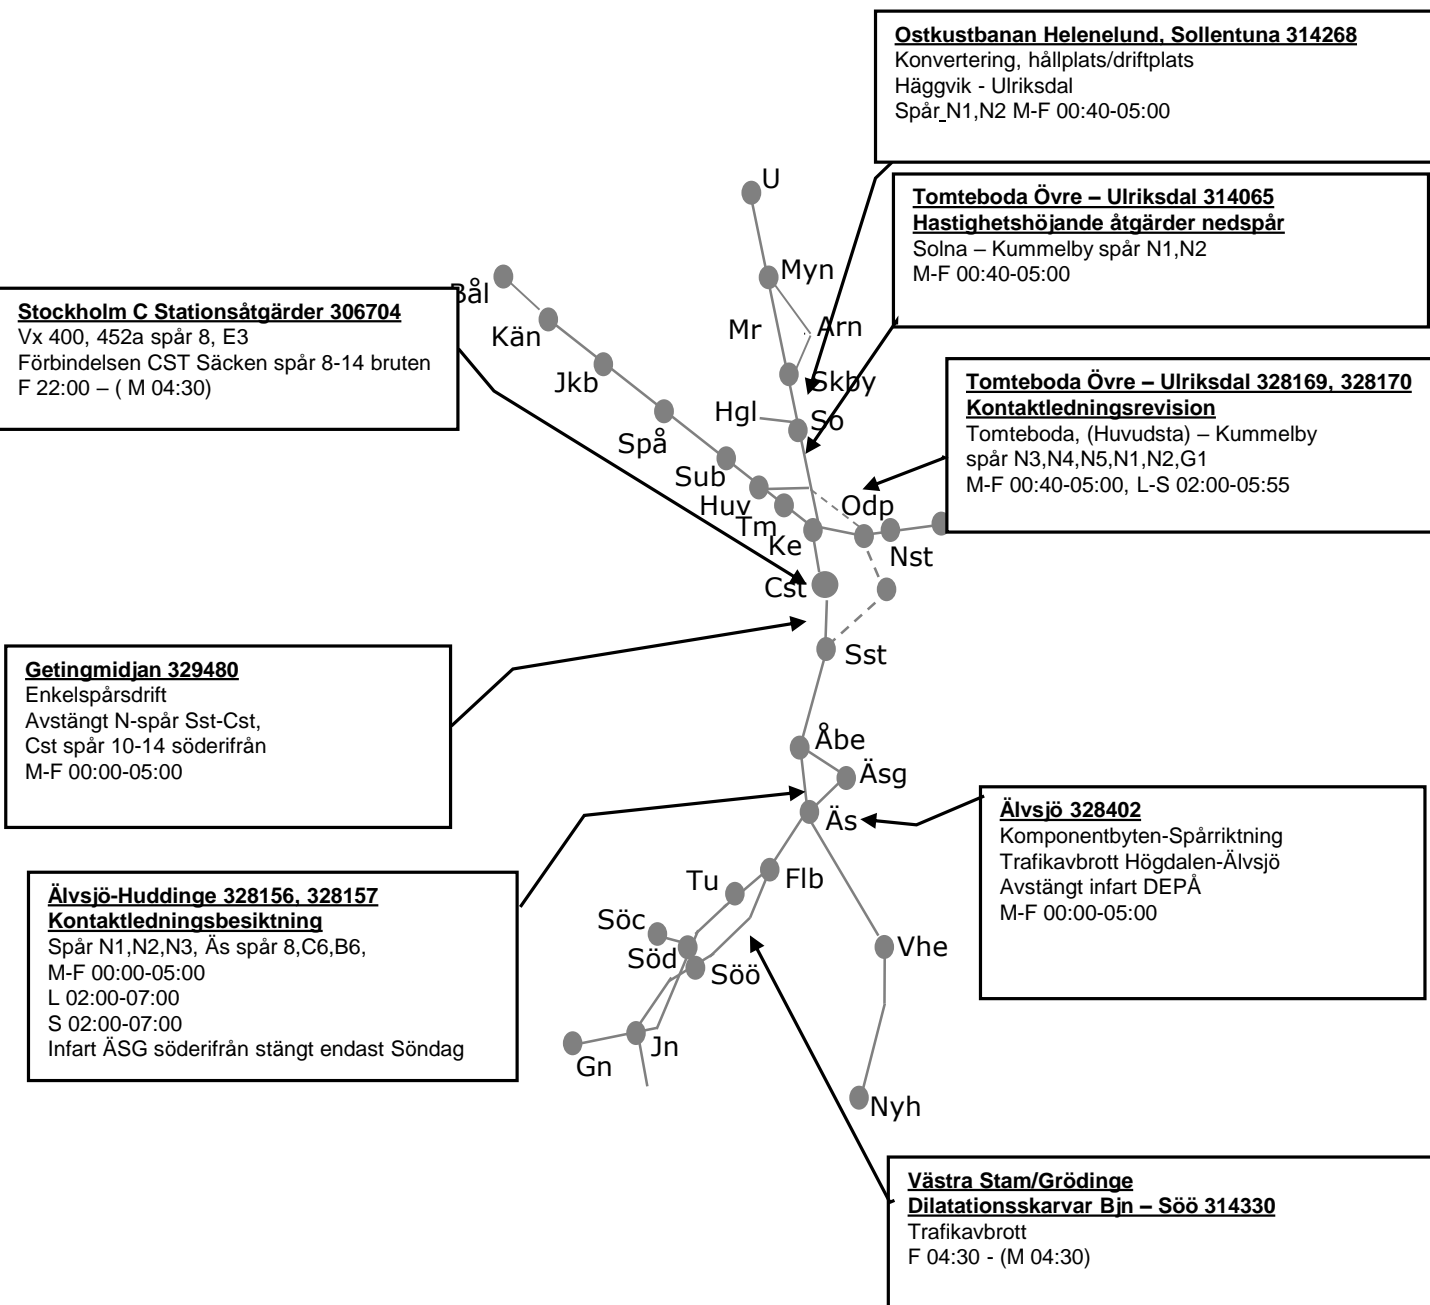 Ostkustbanan Helenelund, Sollentuna 314268
Konvertering, hållplats/driftplats
Häggvik - Ulriksdal
Spår N1,N2 M-F 00:40-05:00
Tomteboda Övre – Ulriksdal 314065
Hastighetshöjande åtgärder nedspår
Solna – Kummelby spår N1,N2
M-F 00:40-05:00
Stockholm C Stationsåtgärder 306704
Vx 400, 452a spår 8, E3
Förbindelsen CST Säcken spår 8-14 bruten
F 22:00 – ( M 04:30)
Tomteboda Övre – Ulriksdal 328169, 328170
Kontaktledningsrevision
Tomteboda, (Huvudsta) – Kummelby
spår N3,N4,N5,N1,N2,G1
M-F 00:40-05:00, L-S 02:00-05:55
U
Myn
Bål
Kän
Mr
Arn
Jkb
Skby
Hgl
So
Spå
Sub
Huv
Odp
Tm
Ke
Nst
Cst
Sst
Getingmidjan 329480
Enkelspårsdrift
Avstängt N-spår Sst-Cst,
Cst spår 10-14 söderifrån
M-F 00:00-05:00
Åbe
Äsg
Äs
Älvsjö 328402
Komponentbyten-Spårriktning
Trafikavbrott Högdalen-Älvsjö
Avstängt infart DEPÅ
M-F 00:00-05:00
Älvsjö-Huddinge 328156, 328157
Kontaktledningsbesiktning
Spår N1,N2,N3, Äs spår 8,C6,B6,
M-F 00:00-05:00
L 02:00-07:00
S 02:00-07:00
Infart ÄSG söderifrån stängt endast Söndag
Flb
Tu
Söc
Söd
Söö
Vhe
Jn
Gn
Nyh
Västra Stam/Grödinge
Dilatationsskarvar Bjn – Söö 314330
Trafikavbrott
F 04:30 - (M 04:30)